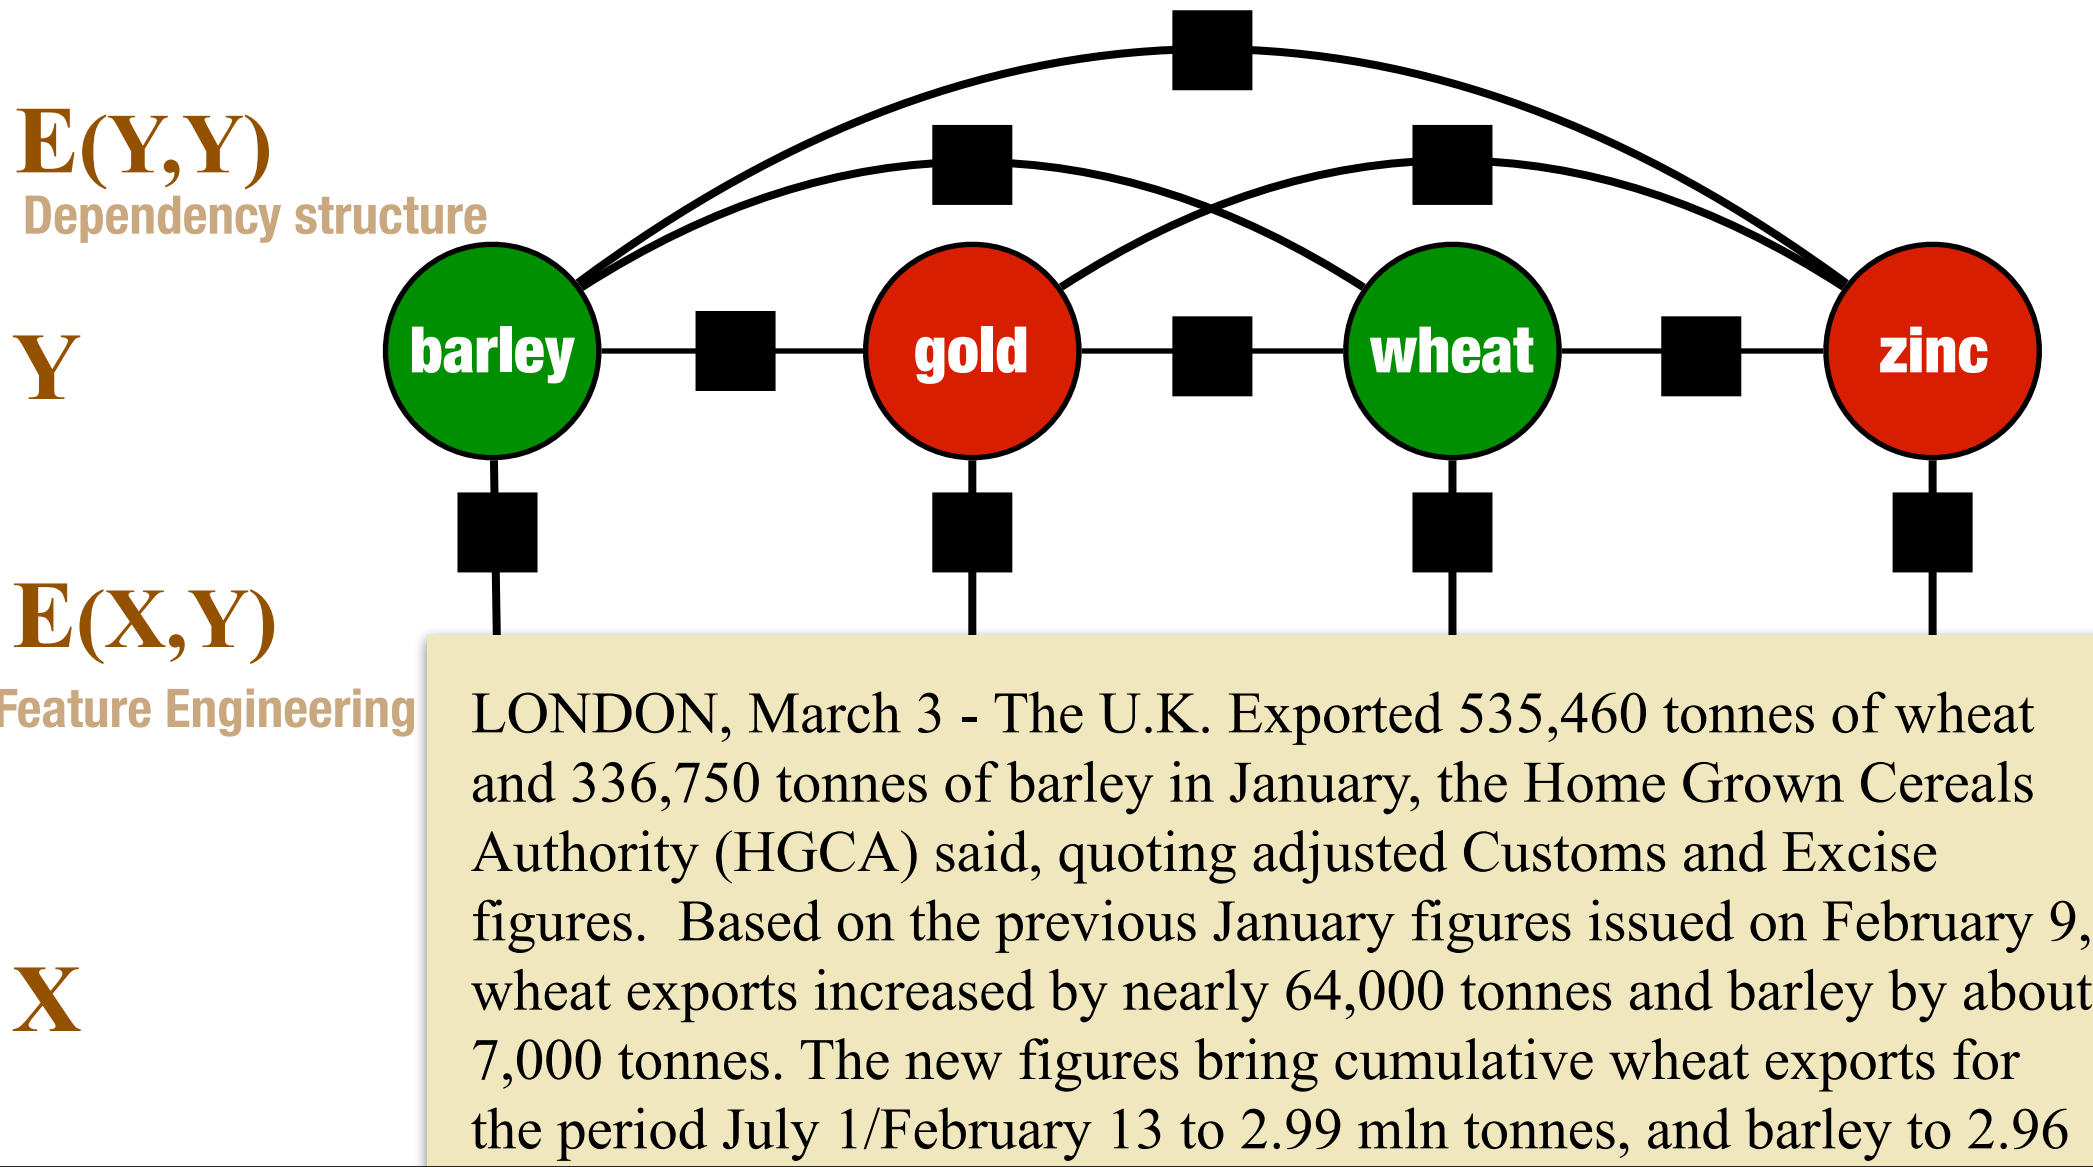 E(Y,Y)
Dependency structure
Y
barley
gold
wheat
zinc
E(X,Y)
Feature Engineering
X
LONDON, March 3 - The U.K. Exported 535,460 tonnes of wheat
and 336,750 tonnes of barley in January, the Home Grown Cereals
Authority (HGCA) said, quoting adjusted Customs and Excise
figures.  Based on the previous January figures issued on February 9,
wheat exports increased by nearly 64,000 tonnes and barley by about
7,000 tonnes. The new figures bring cumulative wheat exports for
the period July 1/February 13 to 2.99 mln tonnes, and barley to 2.96